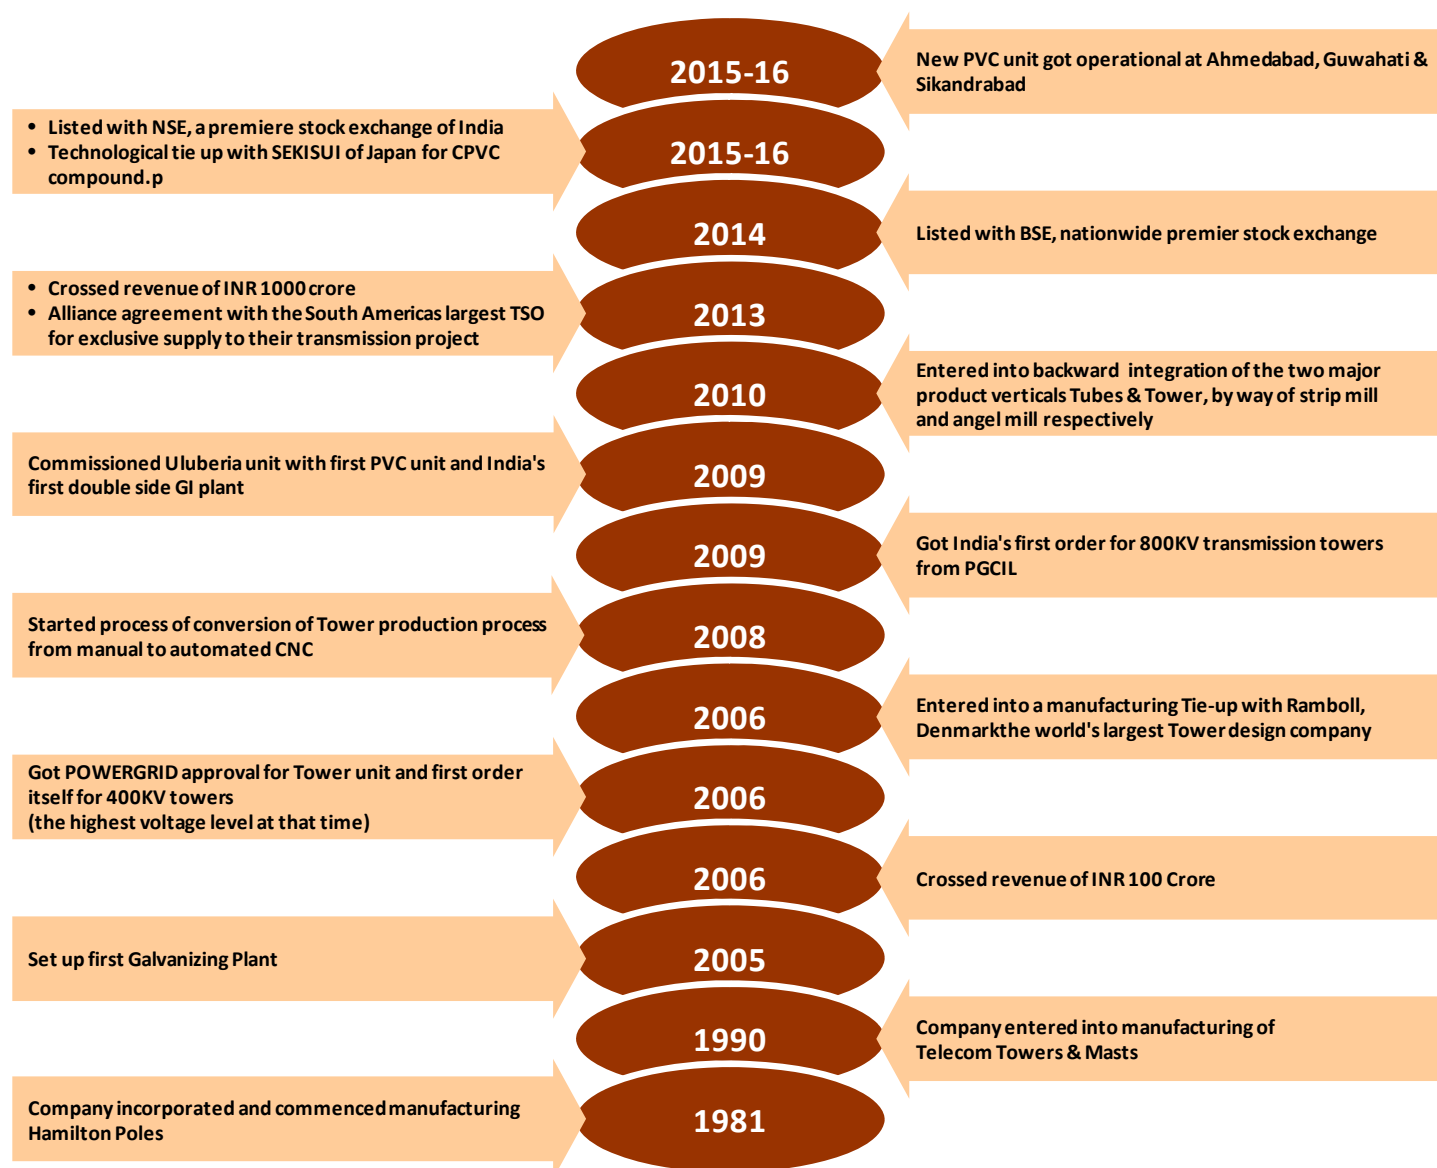 2015-16
New PVC unit got operational at Ahmedabad, Guwahati &
Sikandrabad
• Listed with NSE, a premiere stock exchange of India
• Technological tie up with SEKISUI of Japan for CPVC
compound.p
2015-16
2014
Listed with BSE, nationwide premier stock exchange
• Crossed revenue of INR 1000 crore
• Alliance agreement with the South Americas largest TSO
for exclusive supply to their transmission project
2013
2010
Entered into backward integration of the two major
product verticals Tubes & Tower, by way of strip mill
and angel mill respectively
Commissioned Uluberia unit with first PVC unit and India's
first double side GI plant
2009
2009
Got India's first order for 800KV transmission towers
from PGCIL
Started process of conversion of Tower production process
from manual to automated CNC
2008
2006
Entered into a manufacturing Tie-up with Ramboll,
Denmarkthe world's largest Tower design company
Got POWERGRID approval for Tower unit and first order
itself for 400KV towers
(the highest voltage level at that time)
2006
2006
Crossed revenue of INR 100 Crore
Set up first Galvanizing Plant
2005
1990
Company entered into manufacturing of
Telecom Towers & Masts
Company incorporated and commenced manufacturing
Hamilton Poles
1981